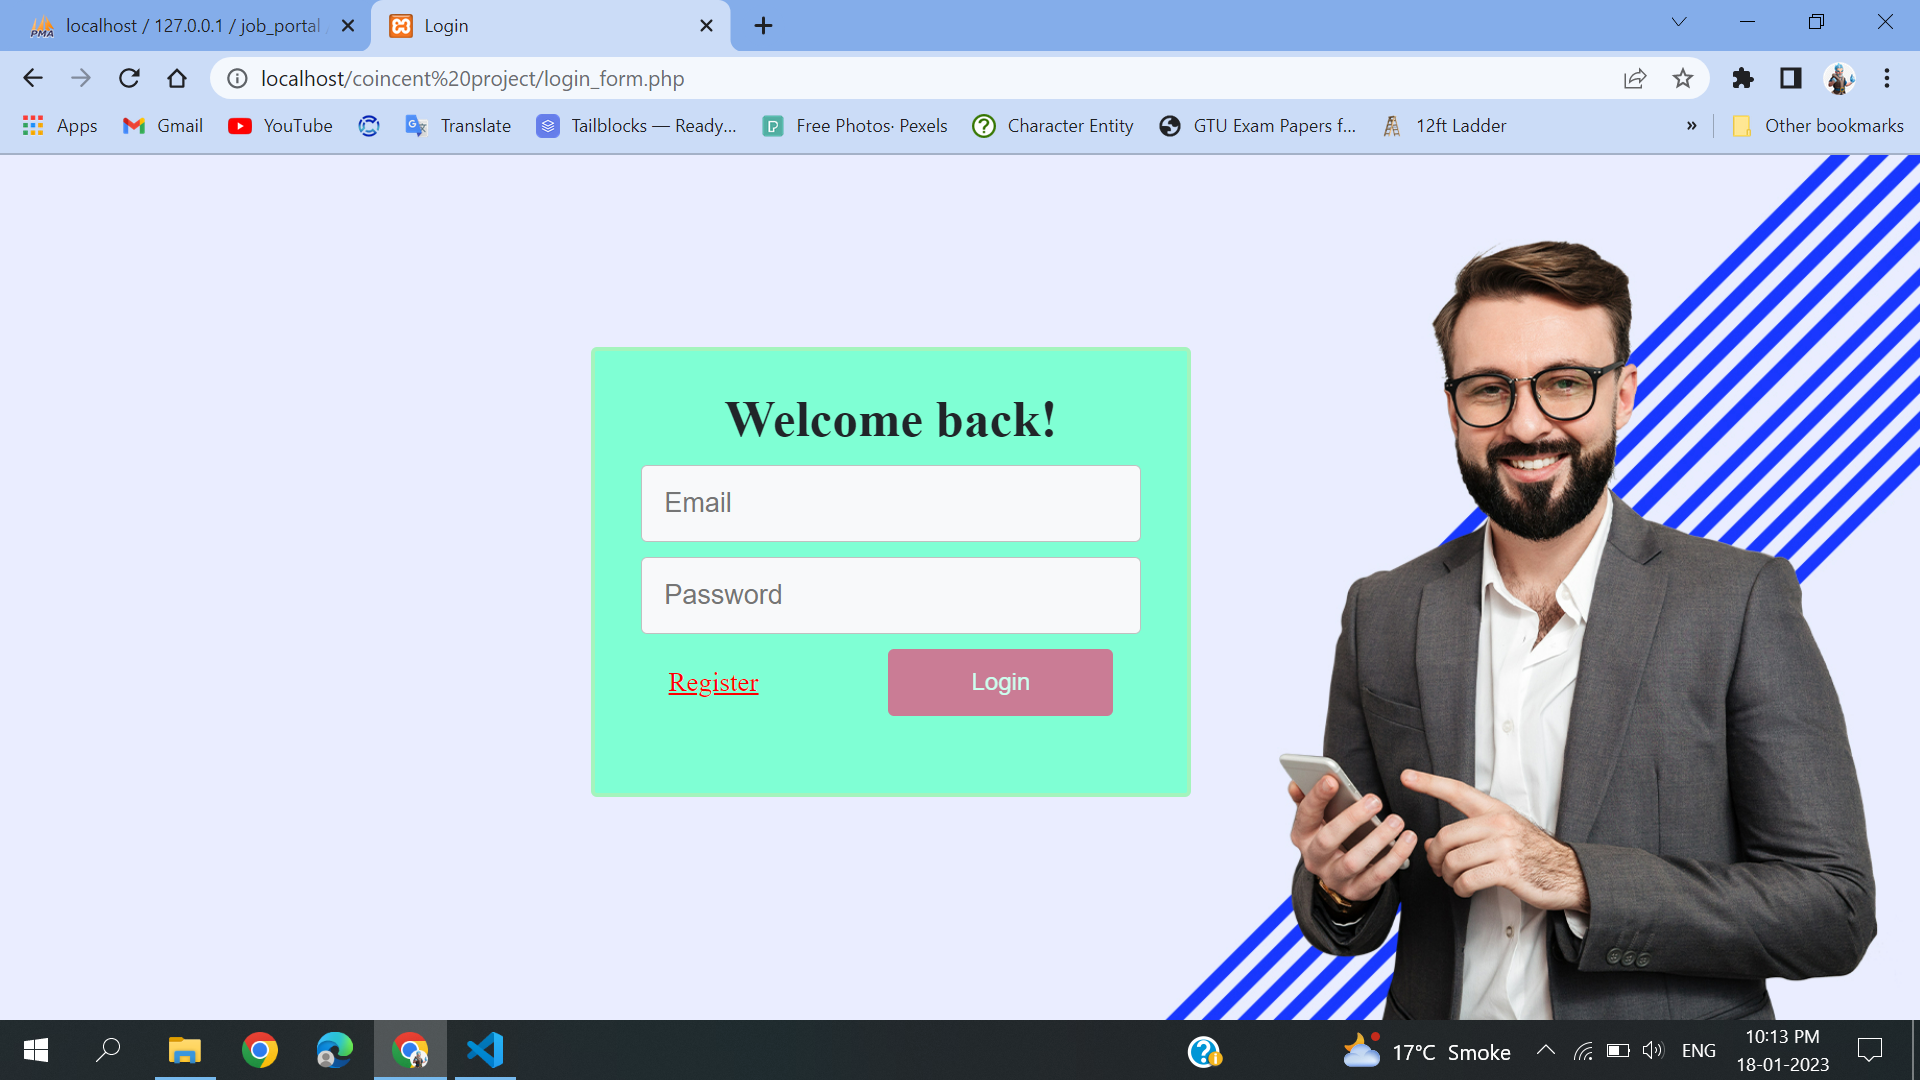 localhost / 127.0.0.1 / job_portal
Login
localhost/coincent%20project/login_form.php
Apps
Gmail
YouTube
Translate
Tailblocks — Ready...
Free Photos· Pexels
Character Entity
GTU Exam Papers f...
12ft Ladder
»
Other bookmarks
Welcome back!
Email
Password
Register
Login
17°C Smoke
ENG
10:13 PM
18-01-2023
PMA